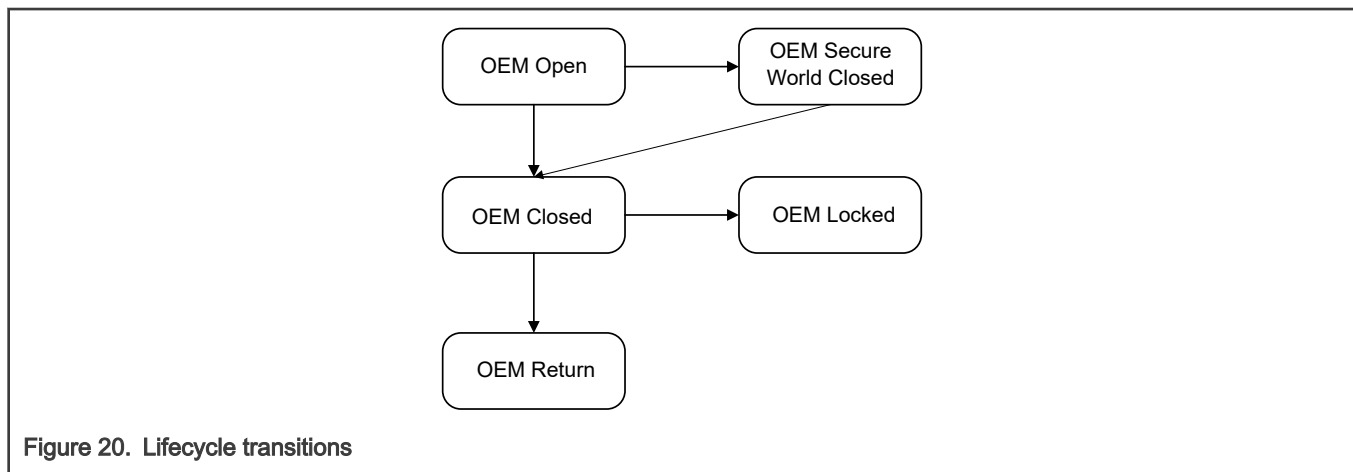 OEM Open
OEM Secure
World Closed
OEM Closed
OEM Locked
OEM Return
Figure 20. Lifecycle transitions